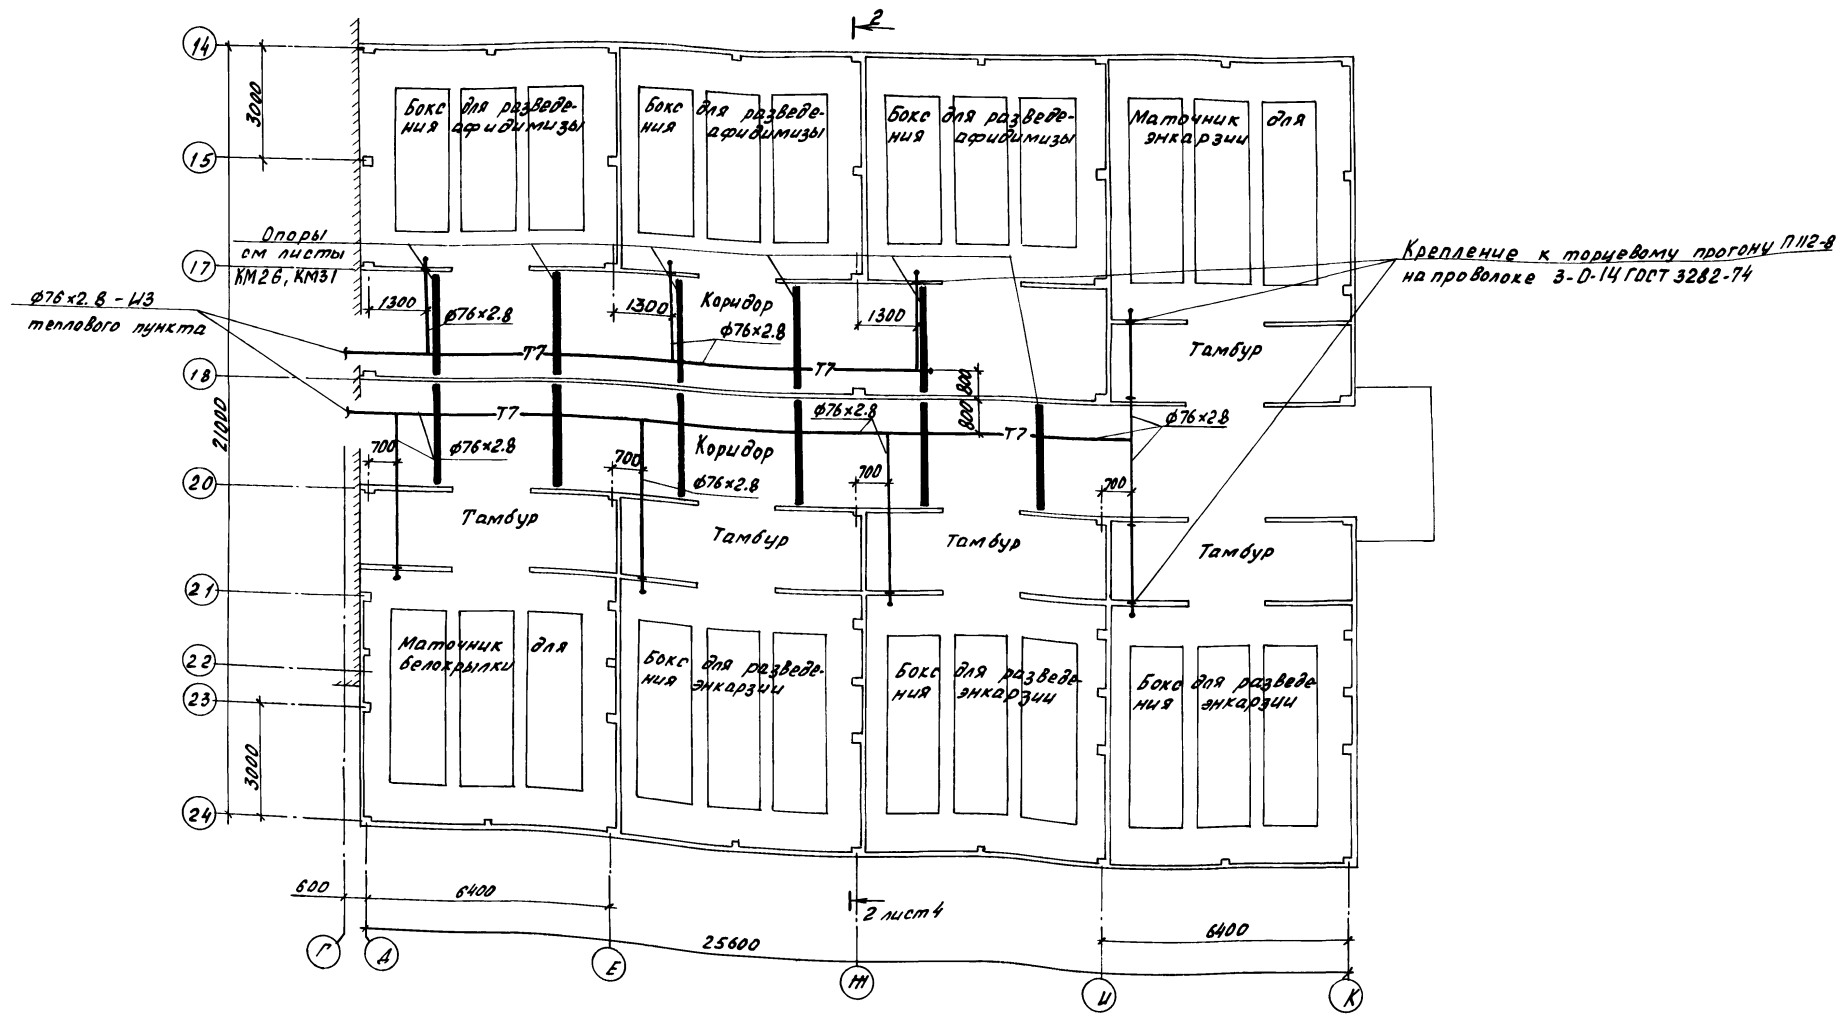 2
14
3000
15
Бокс для разведе-
ния афидимизы
Бокс для разведы-
ния афидимизы
Бокс для разведе-
ния афидимизы
Маточник для
энкарзии
Опоры
см листы
КМ26, КМ31
17
Крепление к торцевому прогону П112-8
на проволоке 3-О-14 ГОСТ 3282-74
ф76×2.8 - ИЗ
теплового пункта
1300
ф76×2.8
1300
Коридор
ф76×2.8
1300
Тамбур
Т7
Т7
18
800
800
21000
Т7
ф76×2.8
Т7
ф76×2.8
700
ф76×2.8
700
Коридор
ф76×2.8
700
700
20
Тамбур
Тамбур
Тамбур
Тамбур
21
Маточник для
белокрылки
Бокс для разведе-
ния энкарзии
Бокс для разведе-
ния энкарзии
Бокс для разведе
ния энкарзии
22
23
3000
24
600
6400
2 лист 4
25600
6400
Г
Д
Е
Ж
И
К